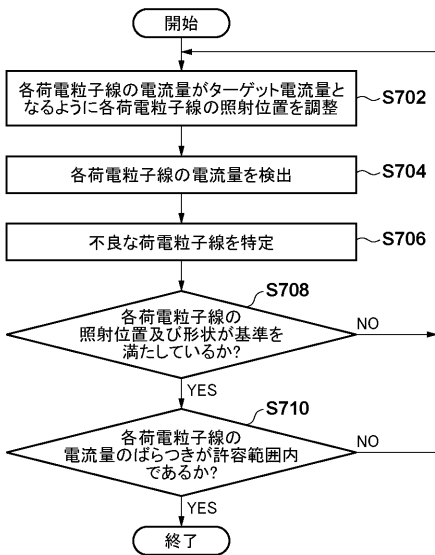 開始
各荷電粒子線の電流量がターゲット電流量と
なるように各荷電粒子線の照射位置を調整
S702
各荷電粒子線の電流量を検出
S704
不良な荷電粒子線を特定
S706
S708
各荷電粒子線の
照射位置及び形状が基準を
満たしているか?
NO
YES
S710
各荷電粒子線の
電流量のばらつきが許容範囲内
であるか?
NO
YES
終了